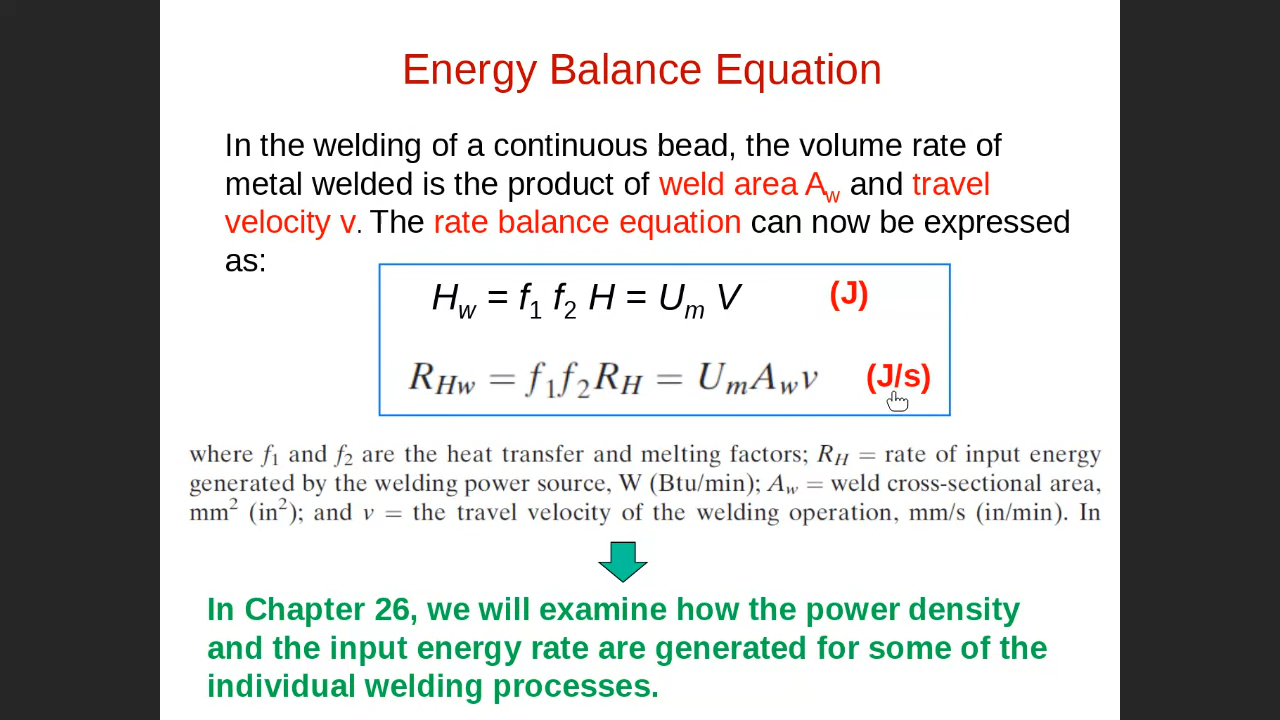 Energy Balance Equation
In the welding of a continuous bead, the volume rate of
metal welded is the product of weld area Aw and travel
velocity v. The rate balance equation can now be expressed
as:
Hw = f1 f2 H = Um V (J)
RHw = f1f2RH = UmAwv (J/s)
where f1 and f2 are the heat transfer and melting factors; RH = rate of input energy
generated by the welding power source, W (Btu/min); Aw = weld cross-sectional area,
mm2 (in2); and v = the travel velocity of the welding operation, mm/s (in/min). In
In Chapter 26, we will examine how the power density
and the input energy rate are generated for some of the
individual welding processes.